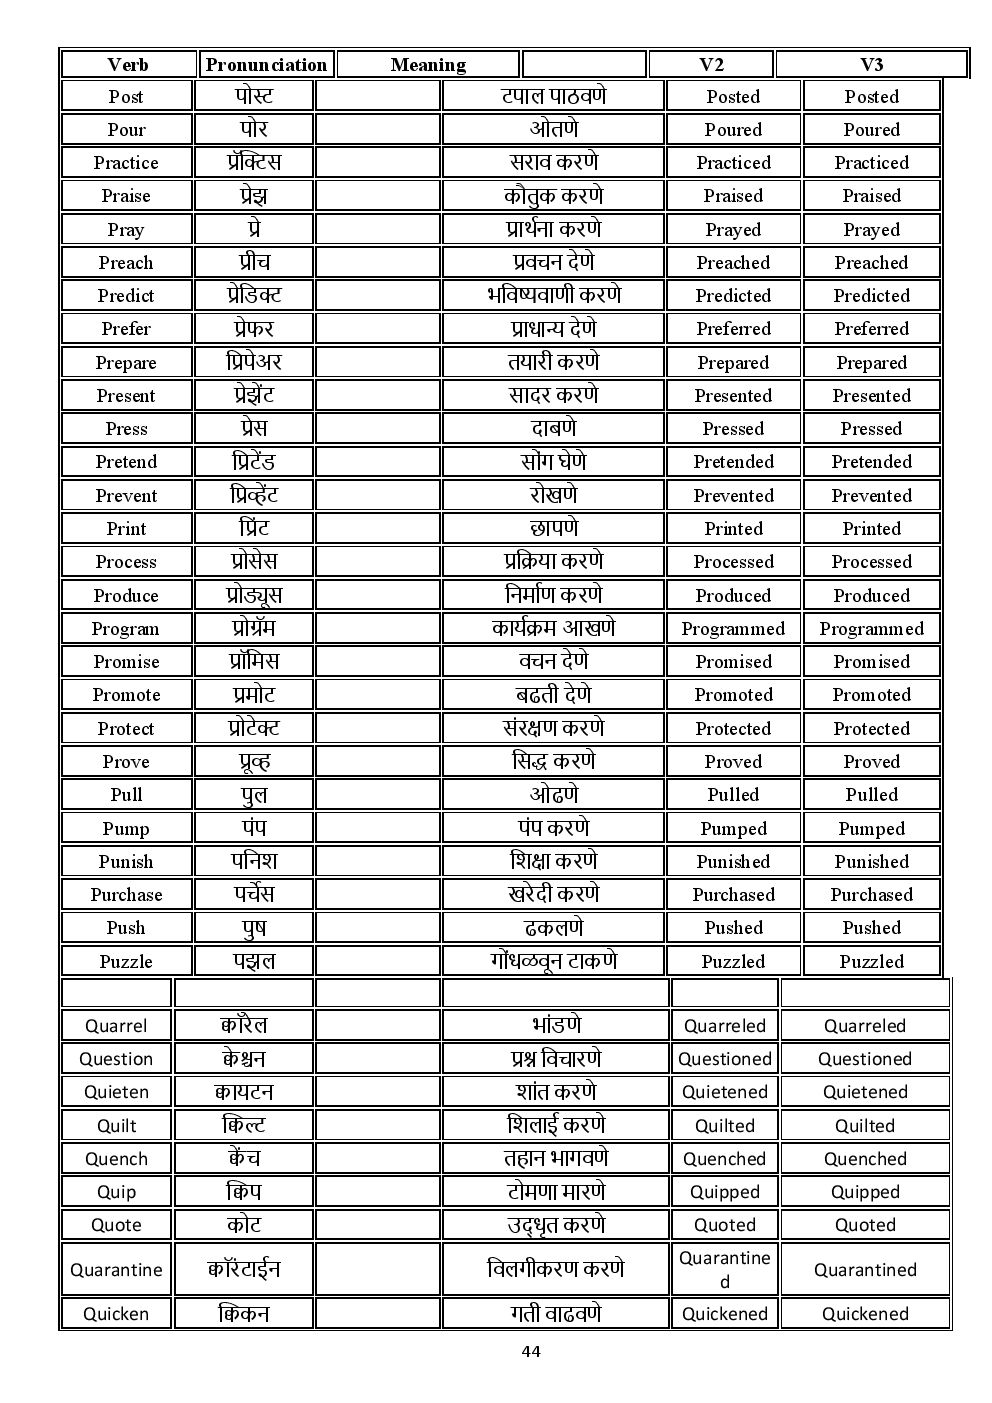 Verb Pronunciation Meaning V2 V3
Post पोस्ट टपाल पाठवणे Posted Posted
Pour पोर ओतणे Poured Poured
Practice प्रॅक्टिस सराव करणे Practiced Practiced
Praise प्रेझ कौतुक करणे Praised Praised
Pray प्रे प्रार्थना करणे Prayed Prayed
Preach प्रीच प्रवचन देणे Preached Preached
Predict प्रेडिक्ट भविष्यवाणी करणे Predicted Predicted
Prefer प्रेफर प्राधान्य देणे Preferred Preferred
Prepare प्रिपेअर तयारी करणे Prepared Prepared
Present प्रेझेंट सादर करणे Presented Presented
Press प्रेस दाबणे Pressed Pressed
Pretend प्रिटेंड सोंग घेणे Pretended Pretended
Prevent प्रिव्हेंट रोखणे Prevented Prevented
Print प्रिंट छापणे Printed Printed
Process प्रोसेस प्रक्रिया करणे Processed Processed
Produce प्रोड्यूस निर्माण करणे Produced Produced
Program प्रोग्रॅम कार्यक्रम आखणे Programmed Programmed
Promise प्रॉमिस वचन देणे Promised Promised
Promote प्रमोट बढती देणे Promoted Promoted
Protect प्रोटेक्ट संरक्षण करणे Protected Protected
Prove प्रूव्ह सिद्ध करणे Proved Proved
Pull पुल ओढणे Pulled Pulled
Pump पंप पंप करणे Pumped Pumped
Punish पनिश शिक्षा करणे Punished Punished
Purchase पर्चेस खरेदी करणे Purchased Purchased
Push पुष ढकलणे Pushed Pushed
Puzzle पझल गोंधळवून टाकणे Puzzled Puzzled
Quarrel क्वॉरेल भांडणे Quarreled Quarreled
Question क्वेश्चन प्रश्न विचारणे Questioned Questioned
Quieten क्वायटन शांत करणे Quietened Quietened
Quilt क्विल्ट शिलाई करणे Quilted Quilted
Quench क्वेंच तहान भागवणे Quenched Quenched
Quip क्विप टोमणा मारणे Quipped Quipped
Quote कोट उद्धृत करणे Quoted Quoted
Quarantine क्वॉरंटाईन विलगीकरण करणे Quarantine
d Quarantined
Quicken क्विकन गती वाढवणे Quickened Quickened
44